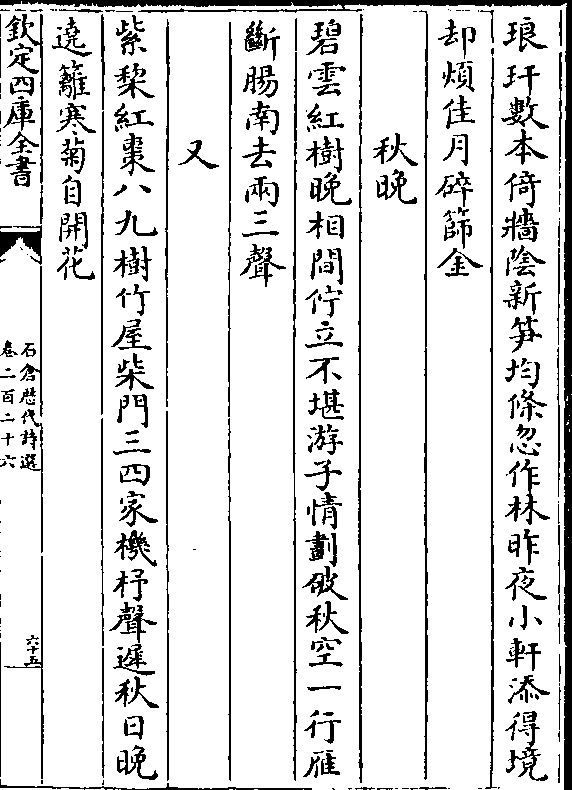 琅玕數本倚牆陰新笋均條忽作林昨夜小軒添得境
却煩佳月碎篩金
秋晚
碧雲紅樹晚相間佇立不堪游子情劃破秋空一行雁
斷腸南去兩三聲
又
紫棃紅棗八九樹竹屋柴門三四家機杼聲遲秋日晚
遶籬寒菊自開花
欽定四庫全書
石倉歴代詩選
卷二百二十六
六十五